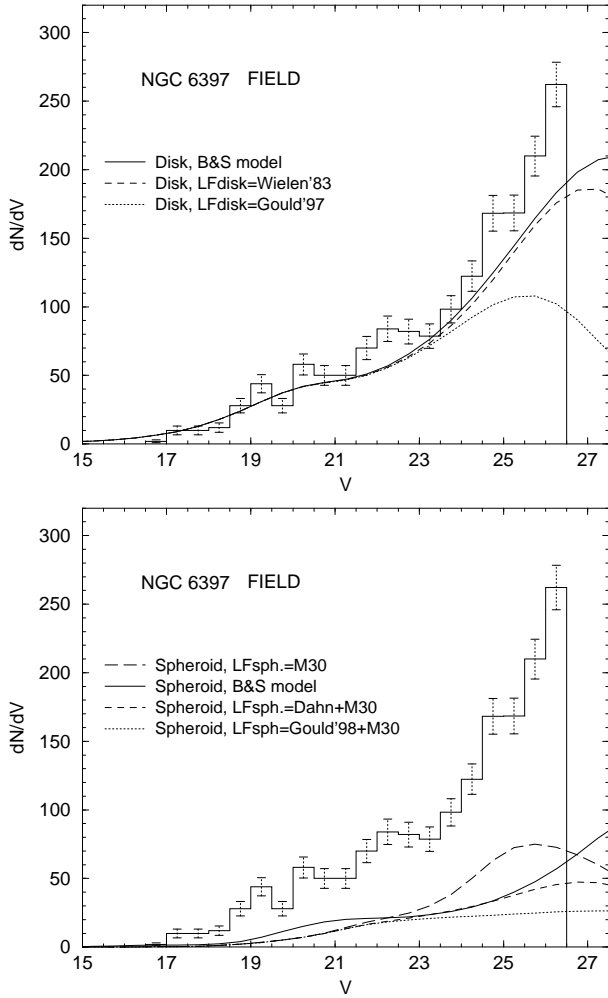 300
250
200
150
100
50
0
dN/dV
NGC 6397 FIELD
Disk, B&S model
Disk, LFdisk=Wielen'83
Disk, LFdisk=Gould'97
15 17 19 21 23 25 27
V
300
250
200
150
100
50
0
dN/dV
NGC 6397 FIELD
Spheroid, LFsph.=M30
Spheroid, B&S model
Spheroid, LFsph.=Dahn+M30
Spheroid, LFsph=Gould'98+M30
15 17 19 21 23 25 27
V